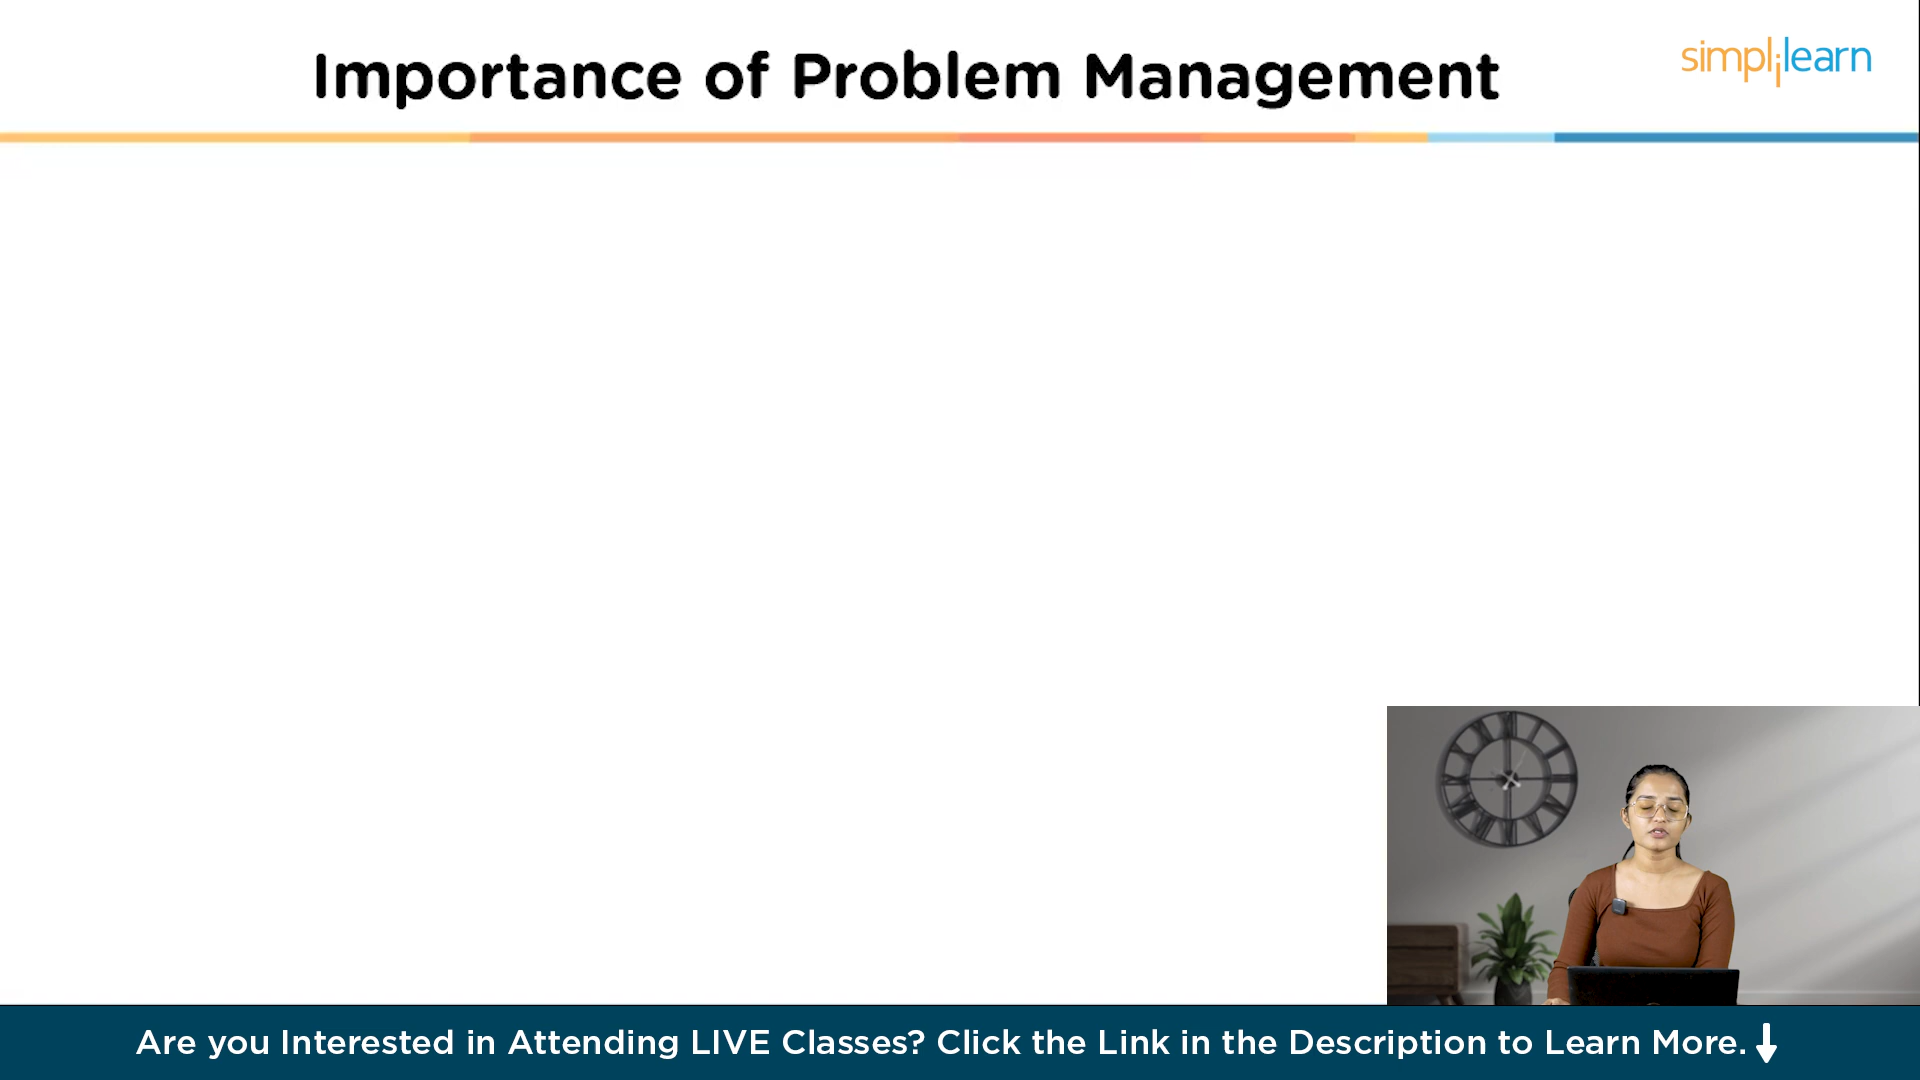 Importance of Problem Management
simplilearn
Are you Interested in Attending LIVE Classes? Click the Link in the Description to Learn More.